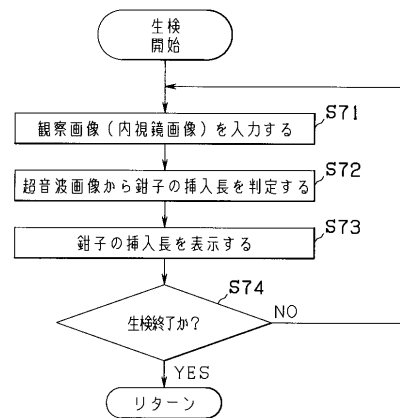 生検
開始
S71
観察画像(内視鏡画像)を入力する
S72
超音波画像から鉗子の挿入長を判定する
S73
鉗子の挿入長を表示する
S74
生検終了か?
NO
YES
リターン